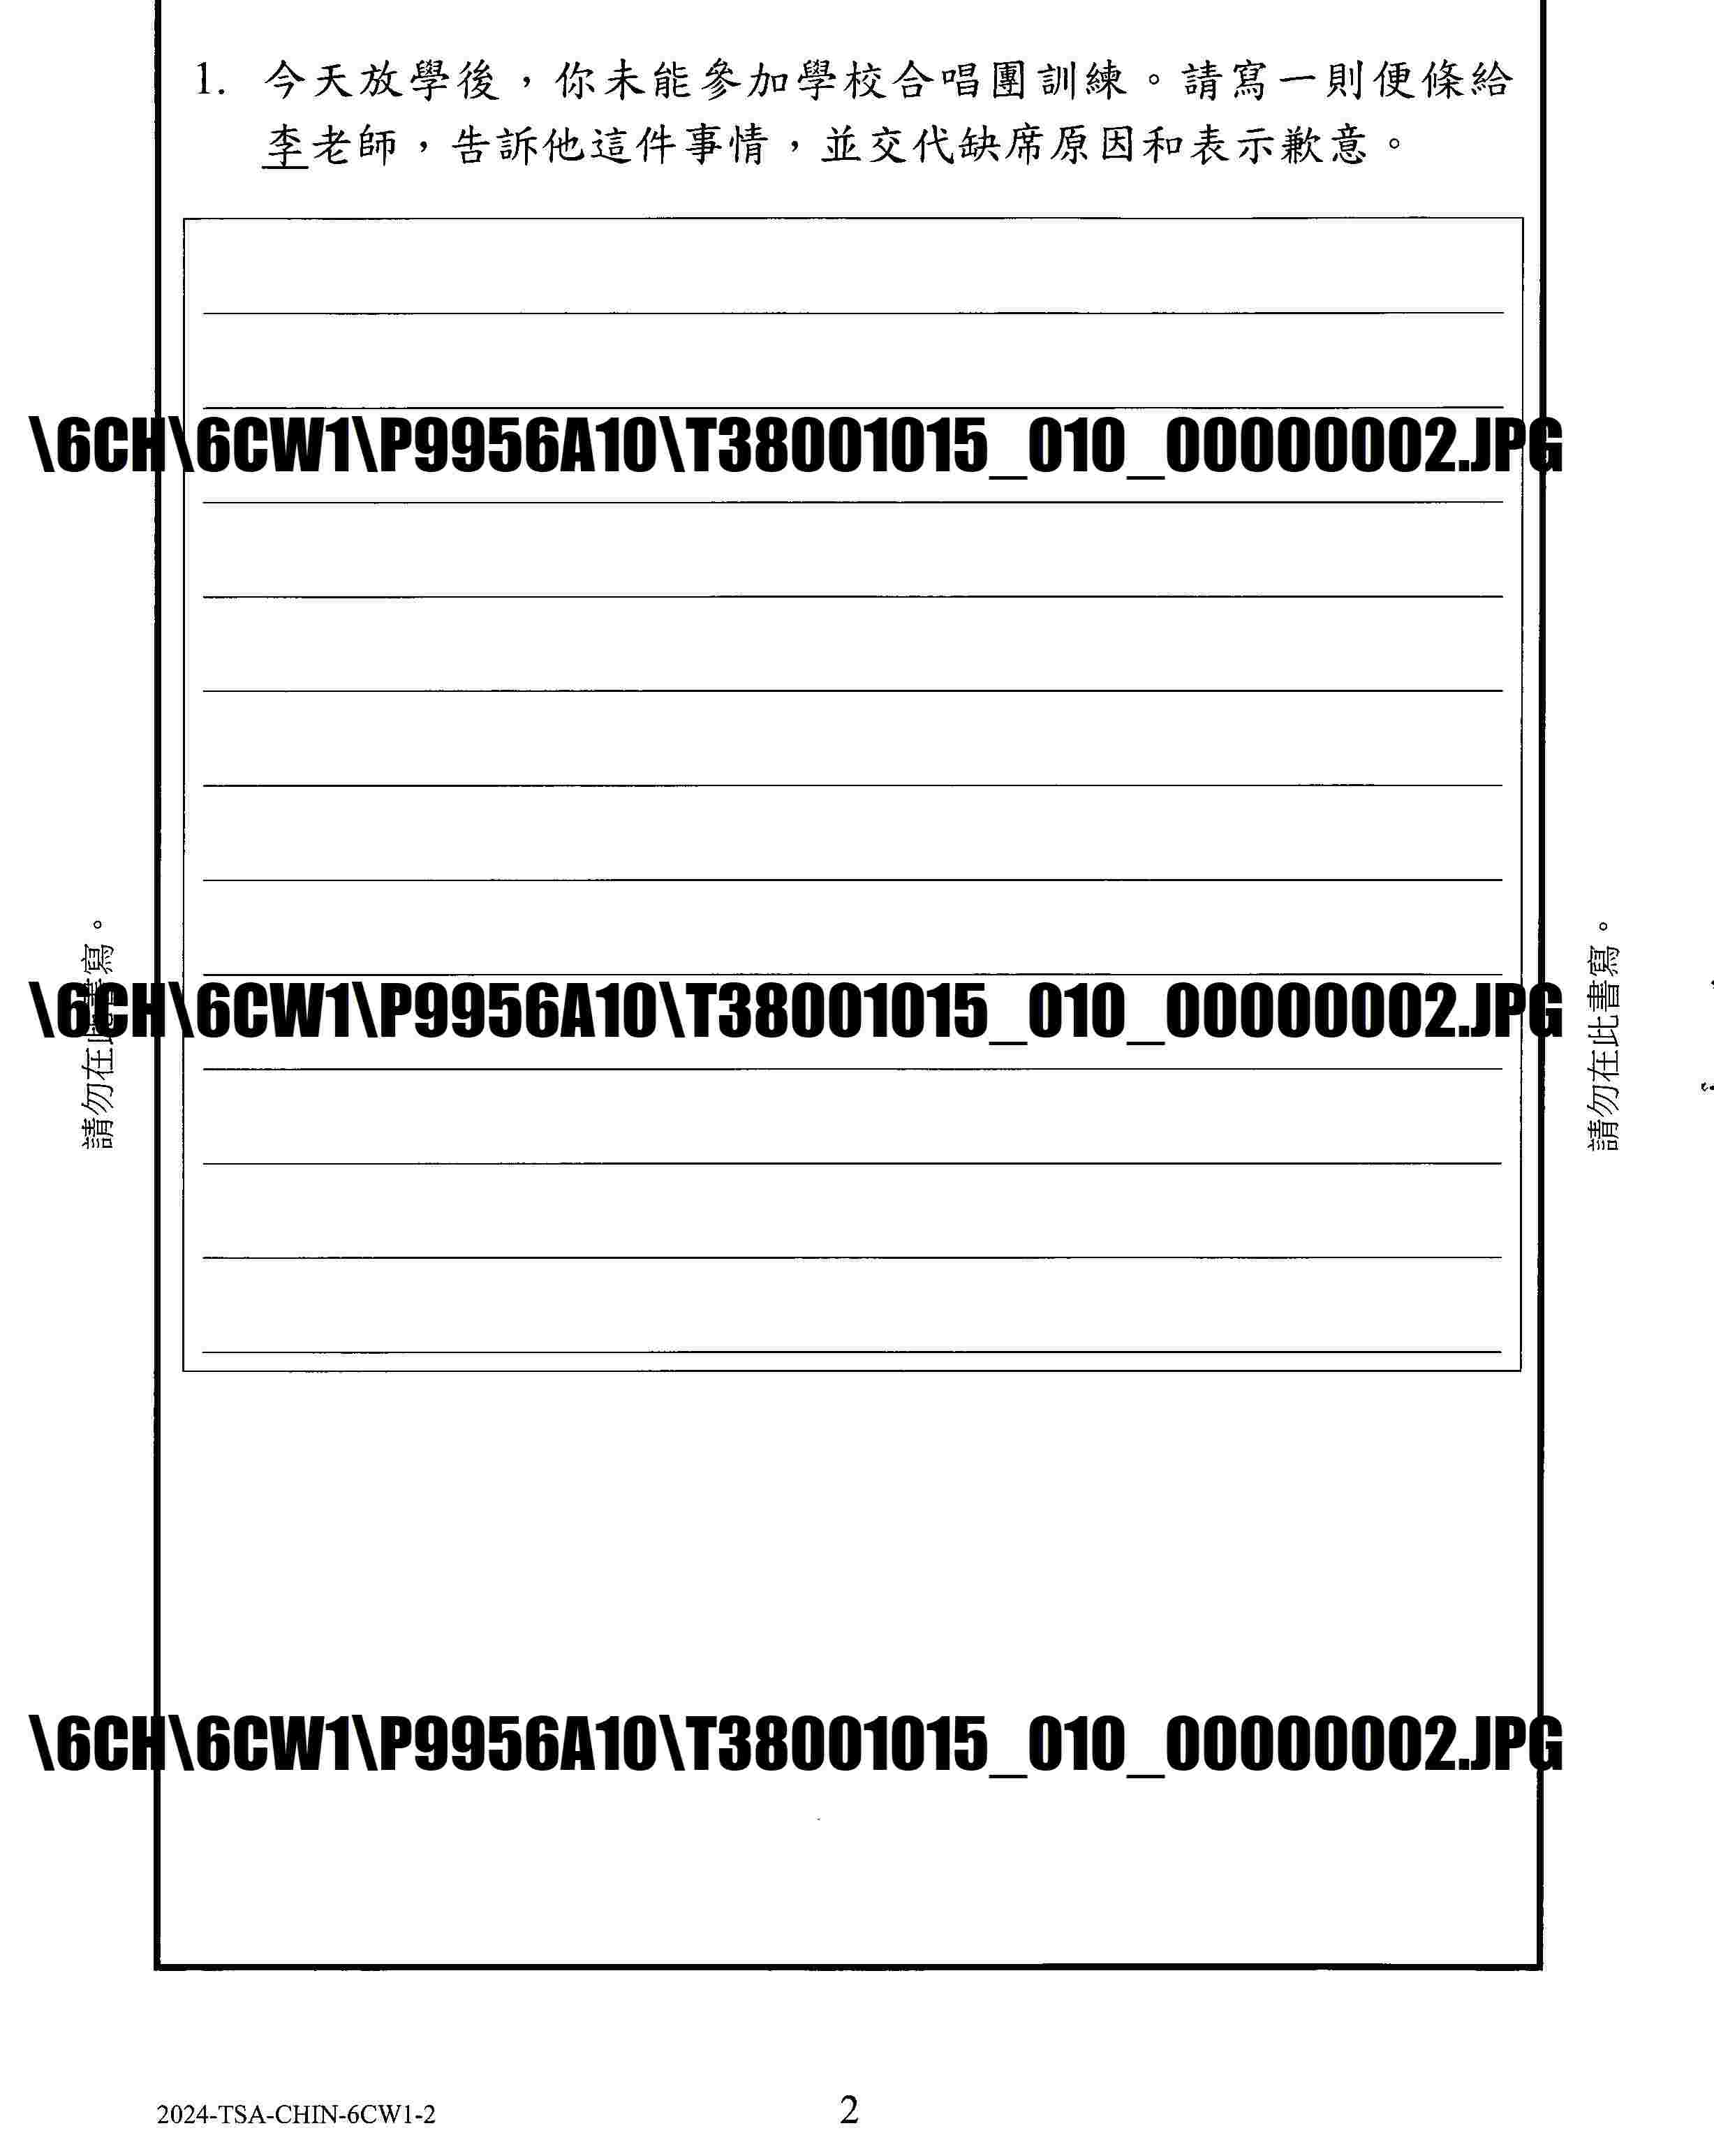 1. 今天放學後，你未能參加學校合唱團訓練。請寫一則便條給
李老師，告訴他這件事情，並交代缺席原因和表示歉意。
\6CH\6CW1\P9956A10\T38001015_010_00000002.JPG
請勿在此書寫。
請勿在此書寫。
\6CH\6CW1\P9956A10\T38001015_010_00000002.JPG
\6CH\6CW1\P9956A10\T38001015_010_00000002.JPG
2024-TSA-CHIN-6CW1-2
2